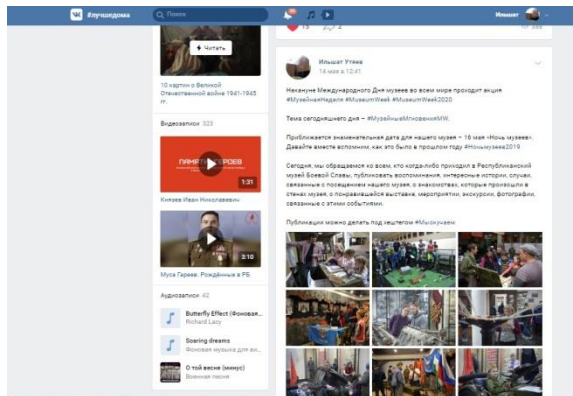 #лучшедома
Поиск
Ильшат
Читать
10 картин о Великой
Отечественной войне 1941-1945
гг.
Видеозаписи 323
ПАМЯТЬ ГЕРОЕВ
1:31
Князев Иван Николаевич
3:10
Муса Гареев. Рождённые в РБ.
Аудиозаписи 42
Butterfly Effect (Фоновая...
Richard Lacy
Soaring dreams
Фоновая музыка для ви...
О той весне (минус)
Военная песня
15 2
Ильшат Утяев
14 мая в 12:41
Накануне Международного Дня музеев во всем мире проходит акция
#МузейнаяНеделя #MuseumWeek #MuseumWeek2020
Тема сегодняшнего дня – #МузейныеМгновенияMW.
Приближается знаменательная дата для нашего музея – 16 мая «Ночь музеев».
Давайте вместе вспомним, как это было в прошлом году #Ночьмузеев2019
Сегодня, мы обращаемся ко всем, кто когда-либо приходил в Республиканский
музей Боевой Славы, публиковать воспоминания, интересные истории, случаи,
связанные с посещением нашего музея, о знакомствах, которые произошли в
стенах музея, о понравившейся выставке, мероприятии, экскурсии, фотографии,
связанные с этими событиями.
Публикации можно делать под хештегом #Мыскучаем